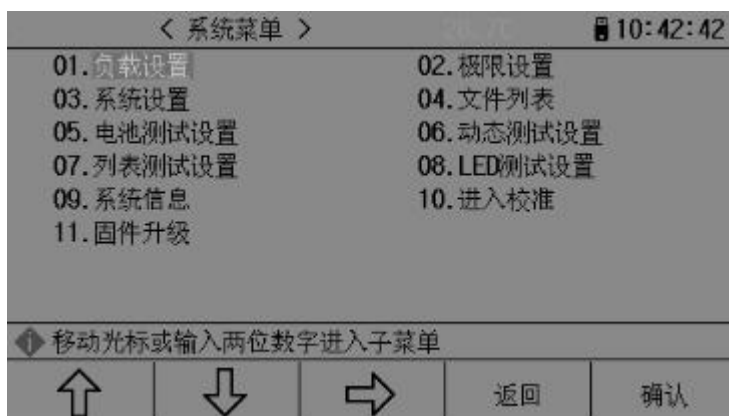 < 系统菜单 > 10:42:42
01.负载设置 02.极限设置
03.系统设置 04.文件列表
05.电池测试设置 06.动态测试设置
07.列表测试设置 08.LED测试设置
09.系统信息 10.进入校准
11.固件升级
移动光标或输入两位数字进入子菜单
返回 确认